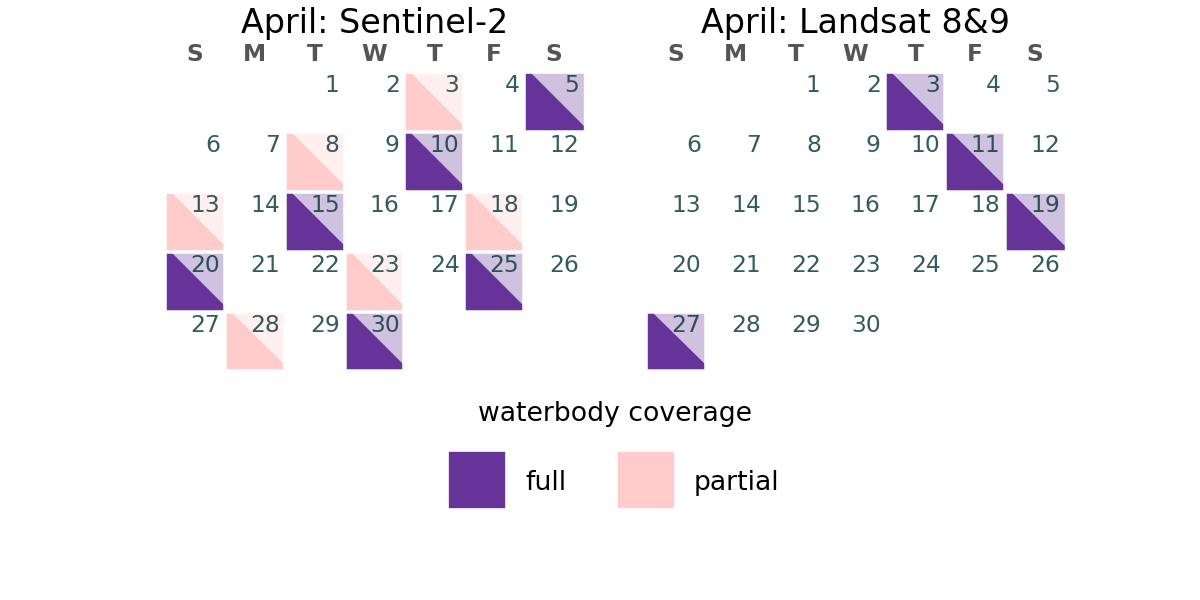 April: Sentinel-2
S M T W T F S
1 2 3 4 5
6 7 8 9 10 11 12
13 14 15 16 17 18 19
20 21 22 23 24 25 26
27 28 29 30
April: Landsat 8&9
S M T W T F S
1 2 3 4 5
6 7 8 9 10 11 12
13 14 15 16 17 18 19
20 21 22 23 24 25 26
27 28 29 30
waterbody coverage
full
partial